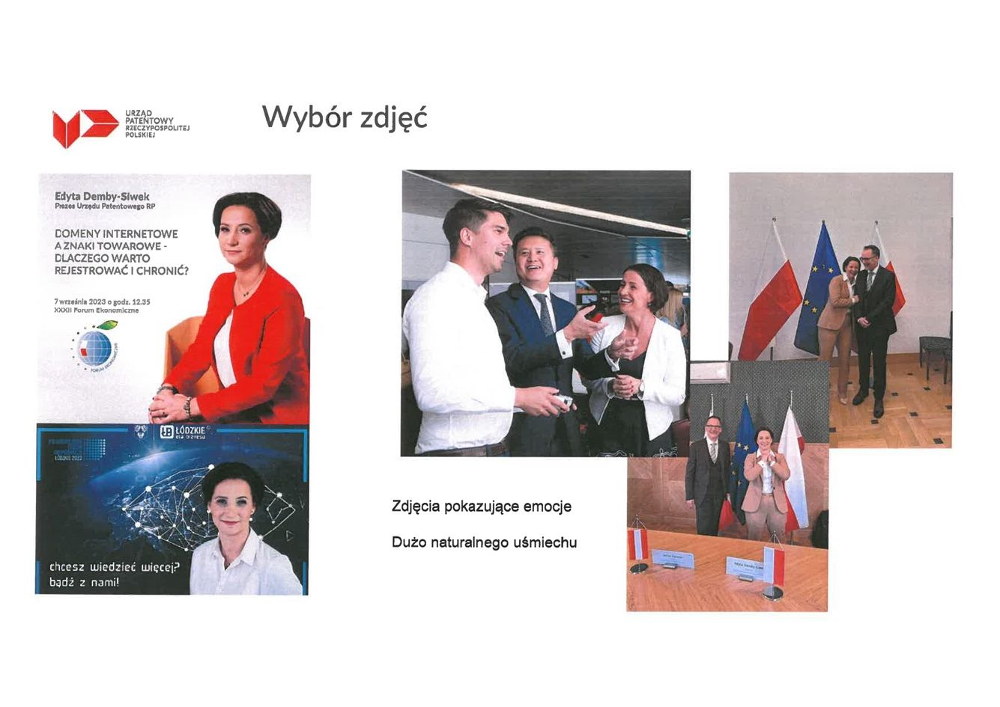 URZĄD
PATENTOWY
RZECZYPOSPOLITEJ
POLSKIEJ
Wybór zdjęć
Edyta Demby-Siwek
Prezes Urzędu Patentowego RP
DOMENY INTERNETOWE
A ZNAKI TOWAROWE -
DLACZEGO WARTO
REJESTROWAĆ I CHRONIĆ?
7 września 2023 o godz. 12.35
XXXII Forum Ekonomiczne
FORUM EKONOMICZNE
ŁÓDZKIE
dla biznesu
ŁÓDZKIE 2023
chcesz wiedzieć więcej?
bądź z nami!
Zdjęcia pokazujące emocje
Dużo naturalnego uśmiechu
Edyta Demby-Siwek